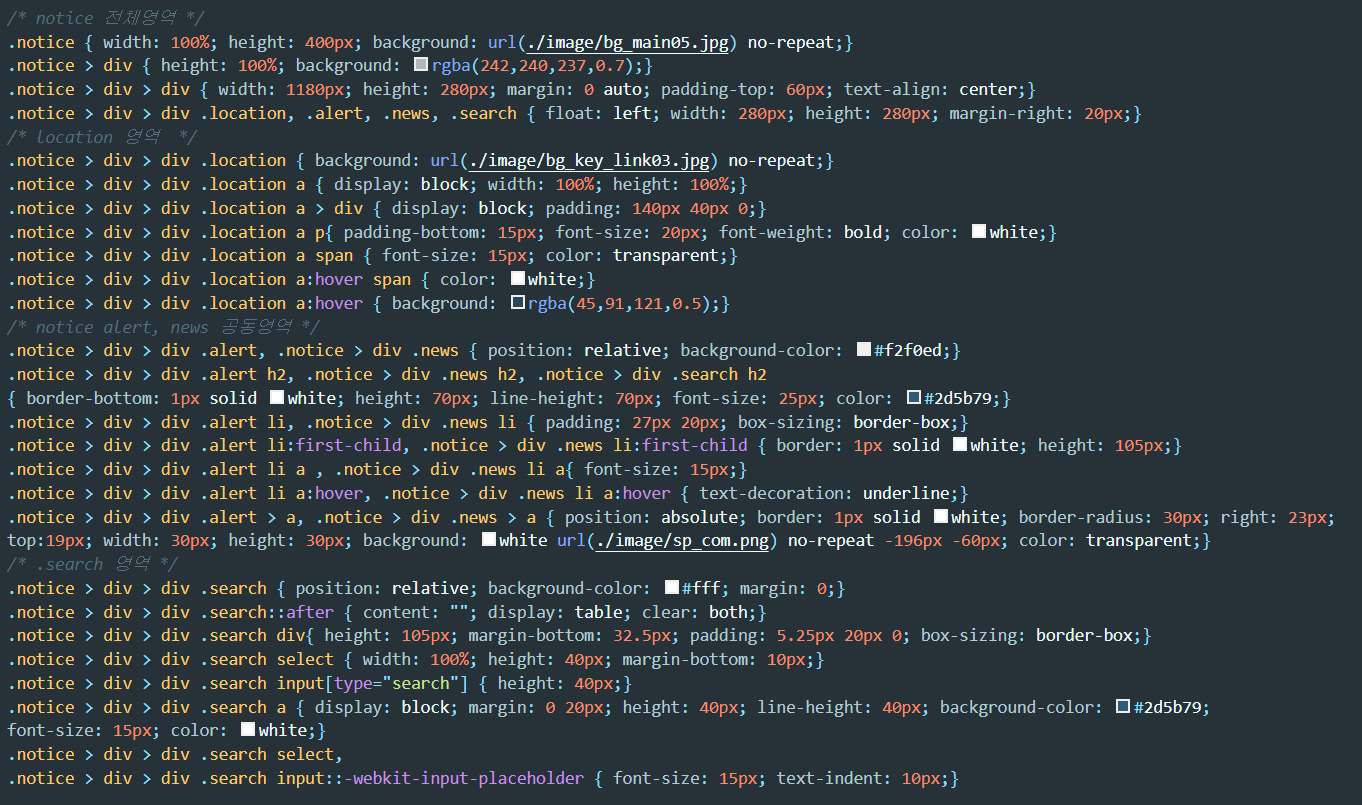 /* notice 전체영역 */
.notice { width: 100%; height: 400px; background: url(./image/bg_main05.jpg) no-repeat;}
.notice > div { height: 100%; background: rgba(242,240,237,0.7);}
.notice > div > div { width: 1180px; height: 280px; margin: 0 auto; padding-top: 60px; text-align: center;}
.notice > div > div .location, .alert, .news, .search { float: left; width: 280px; height: 280px; margin-right: 20px;}
/* location 영역  */
.notice > div > div .location { background: url(./image/bg_key_link03.jpg) no-repeat;}
.notice > div > div .location a { display: block; width: 100%; height: 100%;}
.notice > div > div .location a > div { display: block; padding: 140px 40px 0;}
.notice > div > div .location a p{ padding-bottom: 15px; font-size: 20px; font-weight: bold; color: white;}
.notice > div > div .location a span { font-size: 15px; color: transparent;}
.notice > div > div .location a:hover span { color: white;}
.notice > div > div .location a:hover { background: rgba(45,91,121,0.5);}
/* notice alert, news 공동영역 */
.notice > div > div .alert, .notice > div .news { position: relative; background-color: #f2f0ed;}
.notice > div > div .alert h2, .notice > div .news h2, .notice > div .search h2
{ border-bottom: 1px solid white; height: 70px; line-height: 70px; font-size: 25px; color: #2d5b79;}
.notice > div > div .alert li, .notice > div .news li { padding: 27px 20px; box-sizing: border-box;}
.notice > div > div .alert li:first-child, .notice > div .news li:first-child { border: 1px solid white; height: 105px;}
.notice > div > div .alert li a , .notice > div .news li a{ font-size: 15px;}
.notice > div > div .alert li a:hover, .notice > div .news li a:hover { text-decoration: underline;}
.notice > div > div .alert > a, .notice > div .news > a { position: absolute; border: 1px solid white; border-radius: 30px; right: 23px;
top:19px; width: 30px; height: 30px; background: white url(./image/sp_com.png) no-repeat -196px -60px; color: transparent;}
/* .search 영역 */
.notice > div > div .search { position: relative; background-color: #fff; margin: 0;}
.notice > div > div .search::after { content: ""; display: table; clear: both;}
.notice > div > div .search div{ height: 105px; margin-bottom: 32.5px; padding: 5.25px 20px 0; box-sizing: border-box;}
.notice > div > div .search select { width: 100%; height: 40px; margin-bottom: 10px;}
.notice > div > div .search input[type="search"] { height: 40px;}
.notice > div > div .search a { display: block; margin: 0 20px; height: 40px; line-height: 40px; background-color: #2d5b79;
font-size: 15px; color: white;}
.notice > div > div .search select,
.notice > div > div .search input::-webkit-input-placeholder { font-size: 15px; text-indent: 10px;}